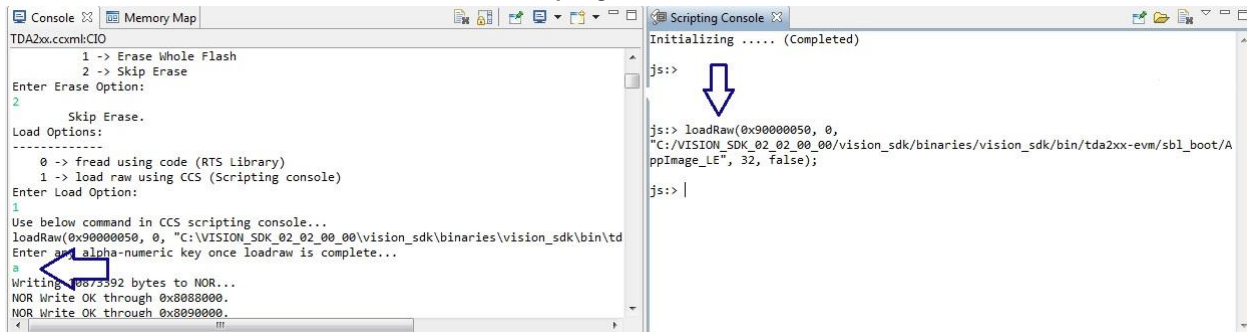 Console
Memory Map
TDA2xx.ccxml:CIO
1 -> Erase Whole Flash
2 -> Skip Erase
Enter Erase Option:
2
Skip Erase.
Load Options:
-------------
0 -> fread using code (RTS Library)
1 -> load raw using CCS (Scripting console)
Enter Load Option:
1
Use below command in CCS scripting console...
loadRaw(0x90000050, 0, "C:\VISION_SDK_02_02_00_00\vision_sdk\binaries\vision_sdk\bin\td
Enter any alpha-numeric key once loadraw is complete...
a
Writing 10873392 bytes to NOR...
NOR Write OK through 0x8088000.
NOR Write OK through 0x8090000.
Scripting Console
Initializing ..... (Completed)
js:>
js:> loadRaw(0x90000050, 0,
"C:/VISION_SDK_02_02_00_00/vision_sdk/binaries/vision_sdk/bin/tda2xx-evm/sbl_boot/A
ppImage_LE", 32, false);
js:>